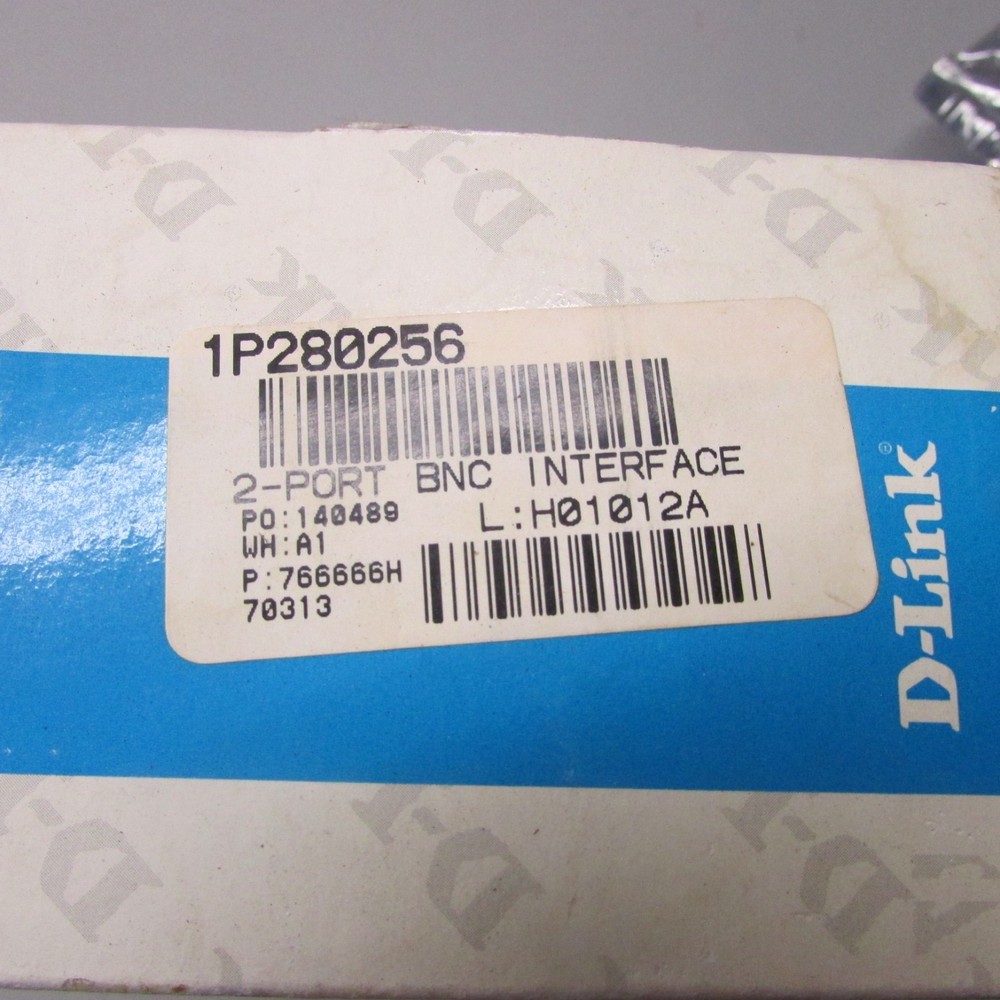 1P280256
2-PORT BNC INTERFACE
PO:140489
L:H01012A
WH:A1
P:766666H
70313
D-Link®